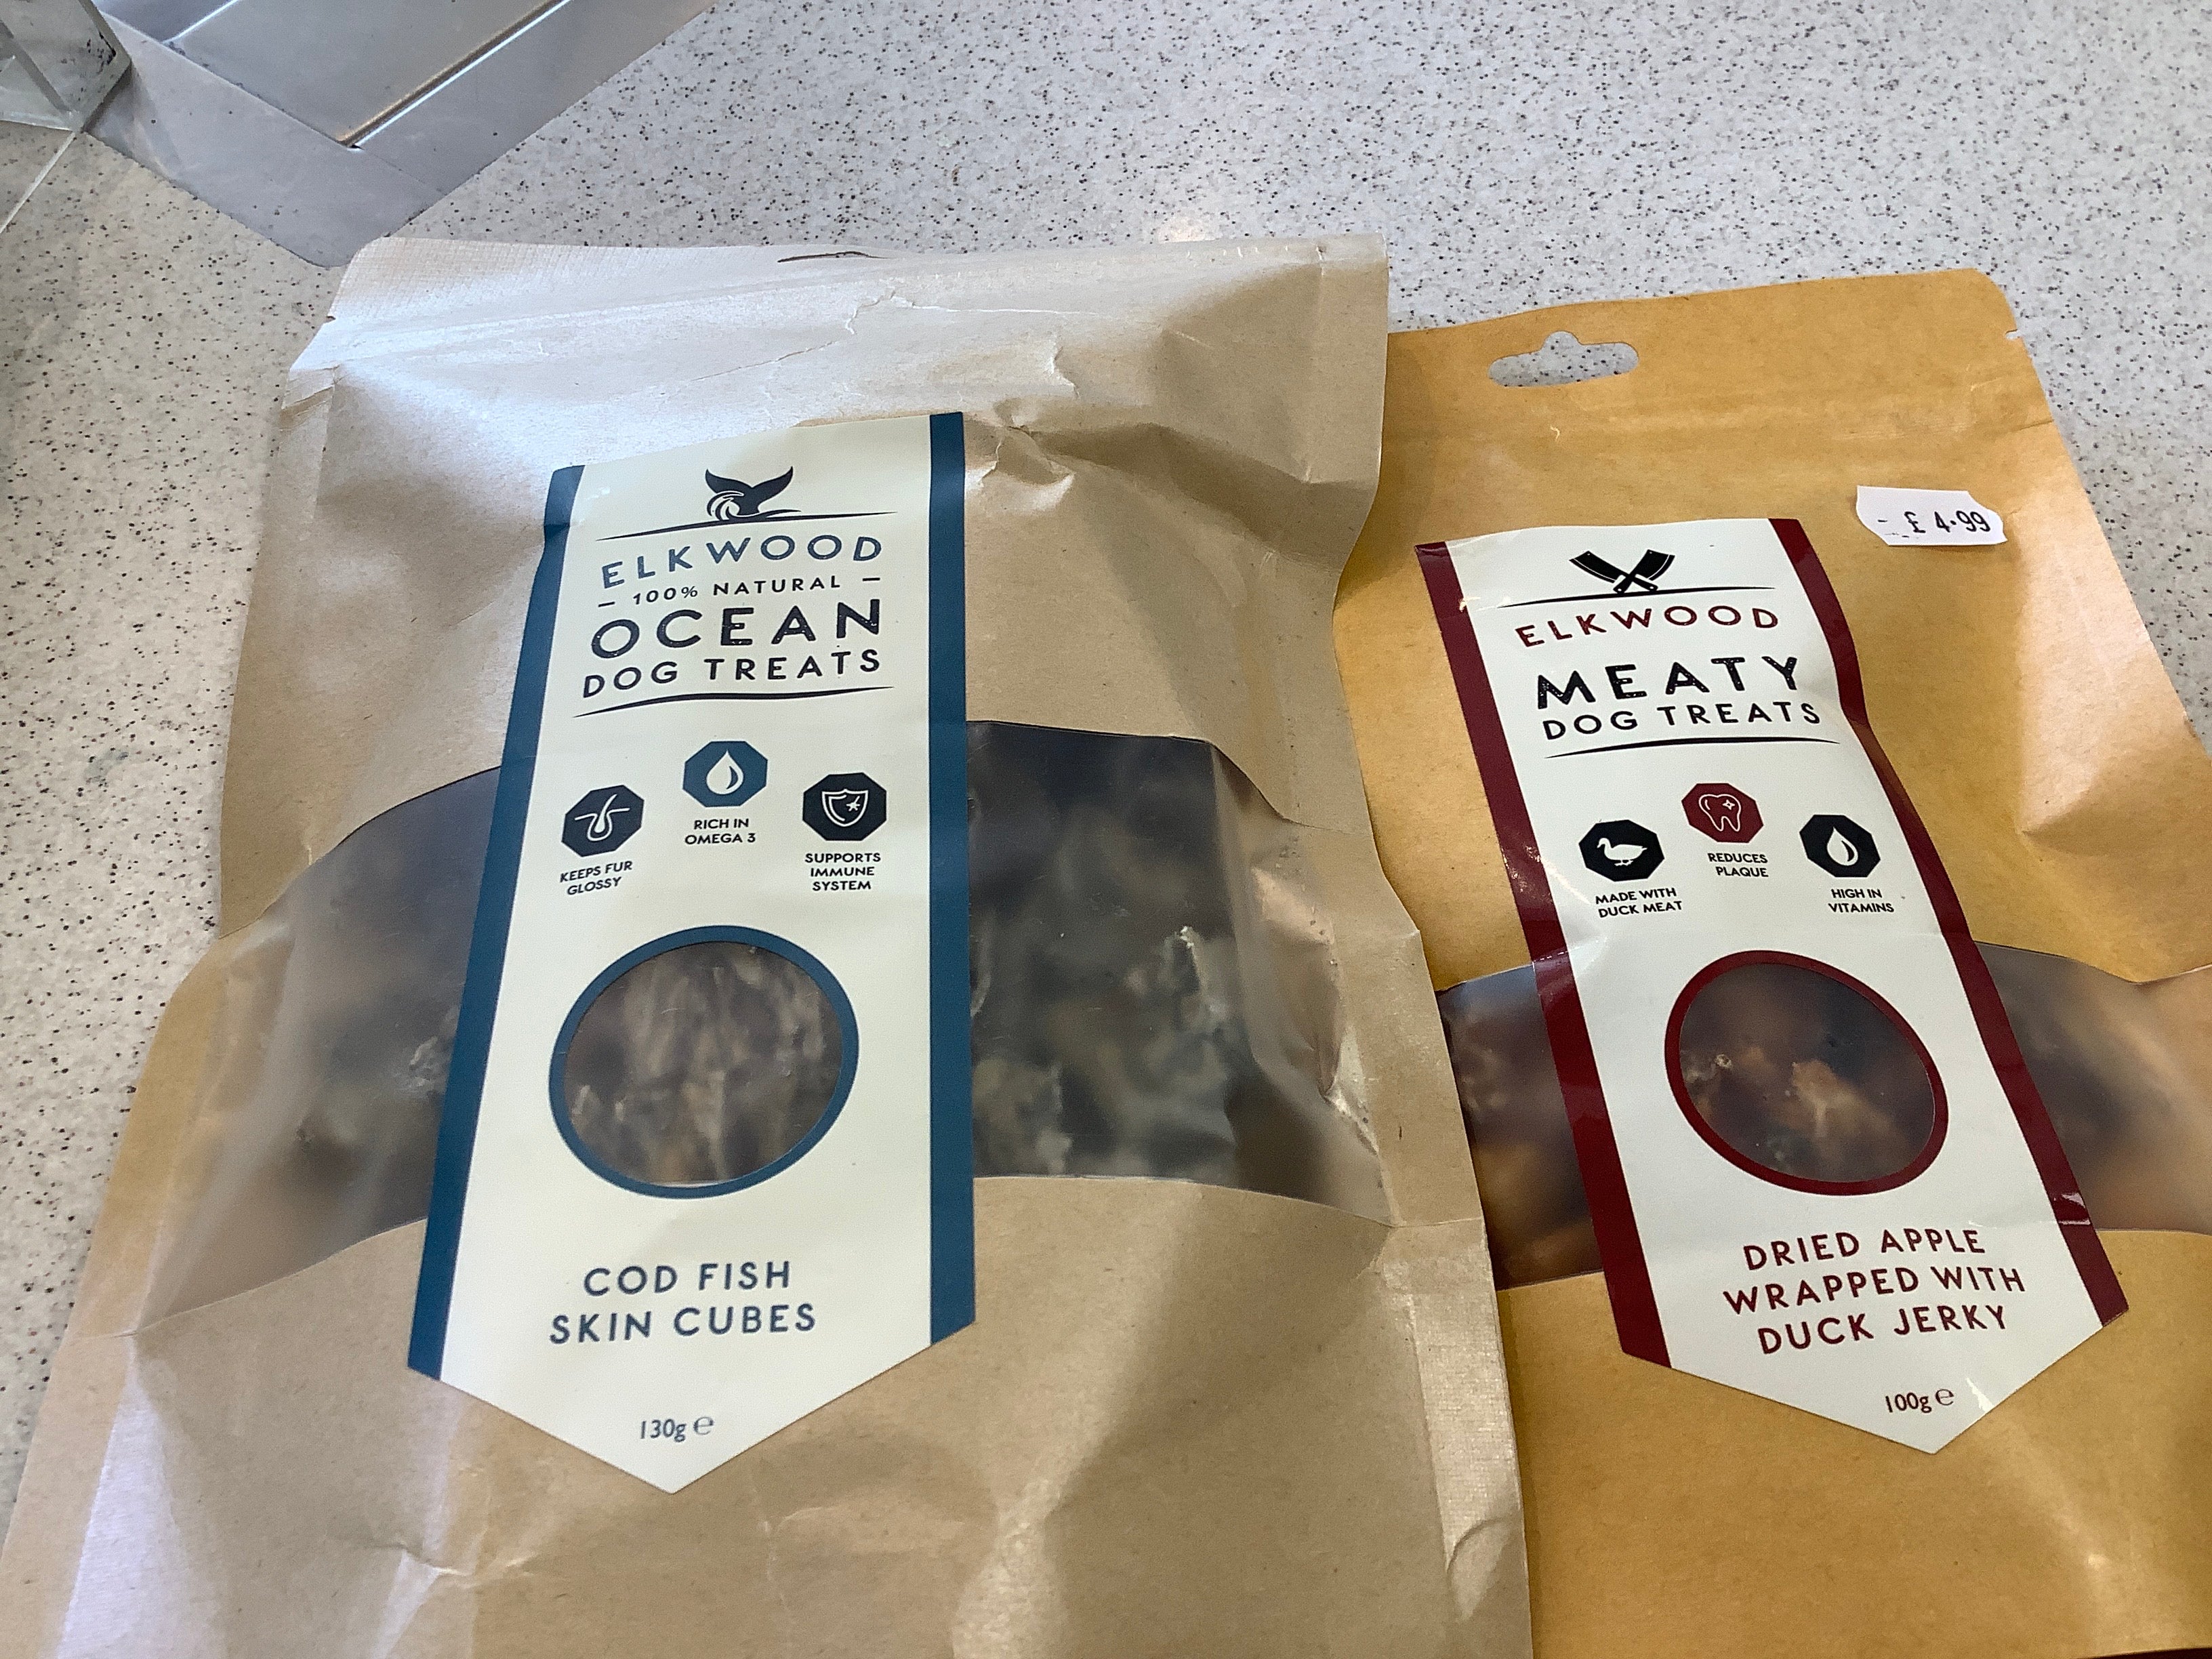 ELKWOOD
- 100% NATURAL -
OCEAN
DOG TREATS
KEEPS FUR
GLOSSY
RICH IN
OMEGA 3
SUPPORTS
IMMUNE
SYSTEM
COD FISH
SKIN CUBES
130g ℮
- £ 4.99
ELKWOOD
MEATY
DOG TREATS
MADE WITH
DUCK MEAT
REDUCES
PLAQUE
HIGH IN
VITAMINS
DRIED APPLE
WRAPPED WITH
DUCK JERKY
100g ℮